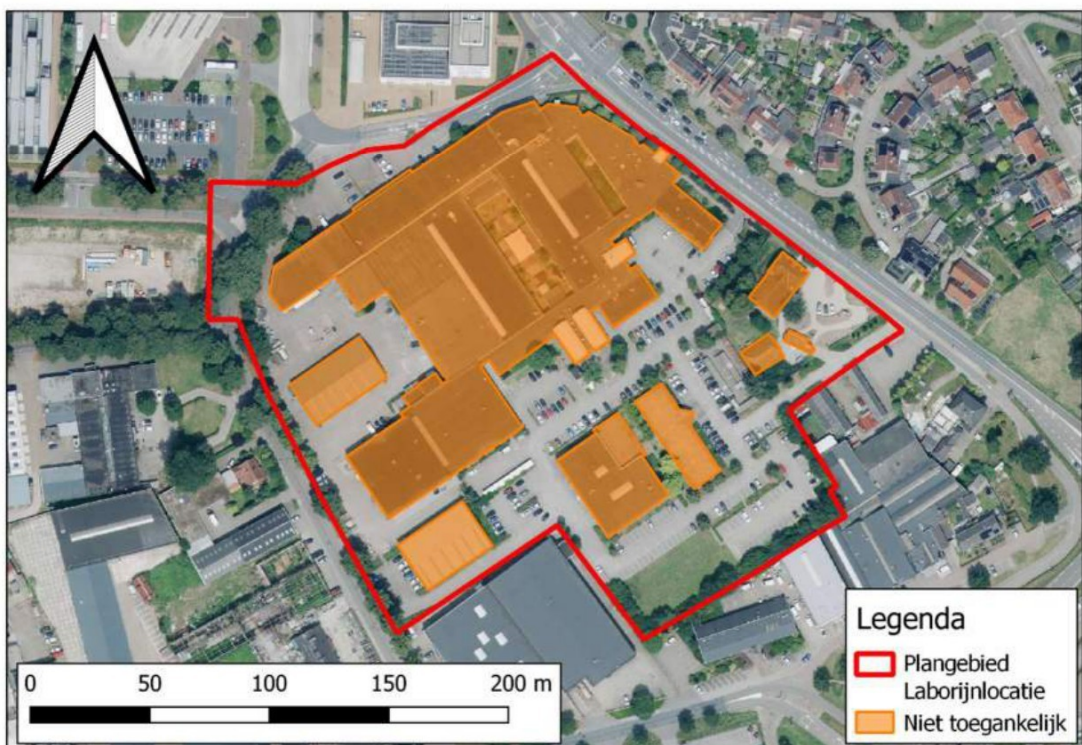 0 50 100 150 200 m
Legenda
Plangebied
Laborijnlocatie
Niet toegankelijk